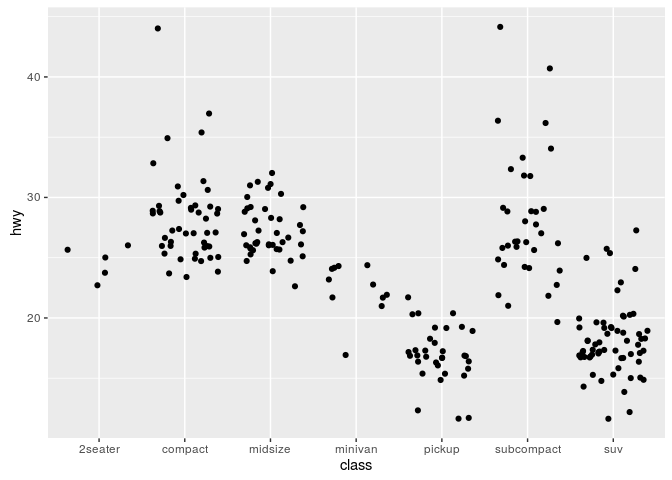 40
30
20
hwy
2seater compact midsize minivan pickup subcompact suv
class